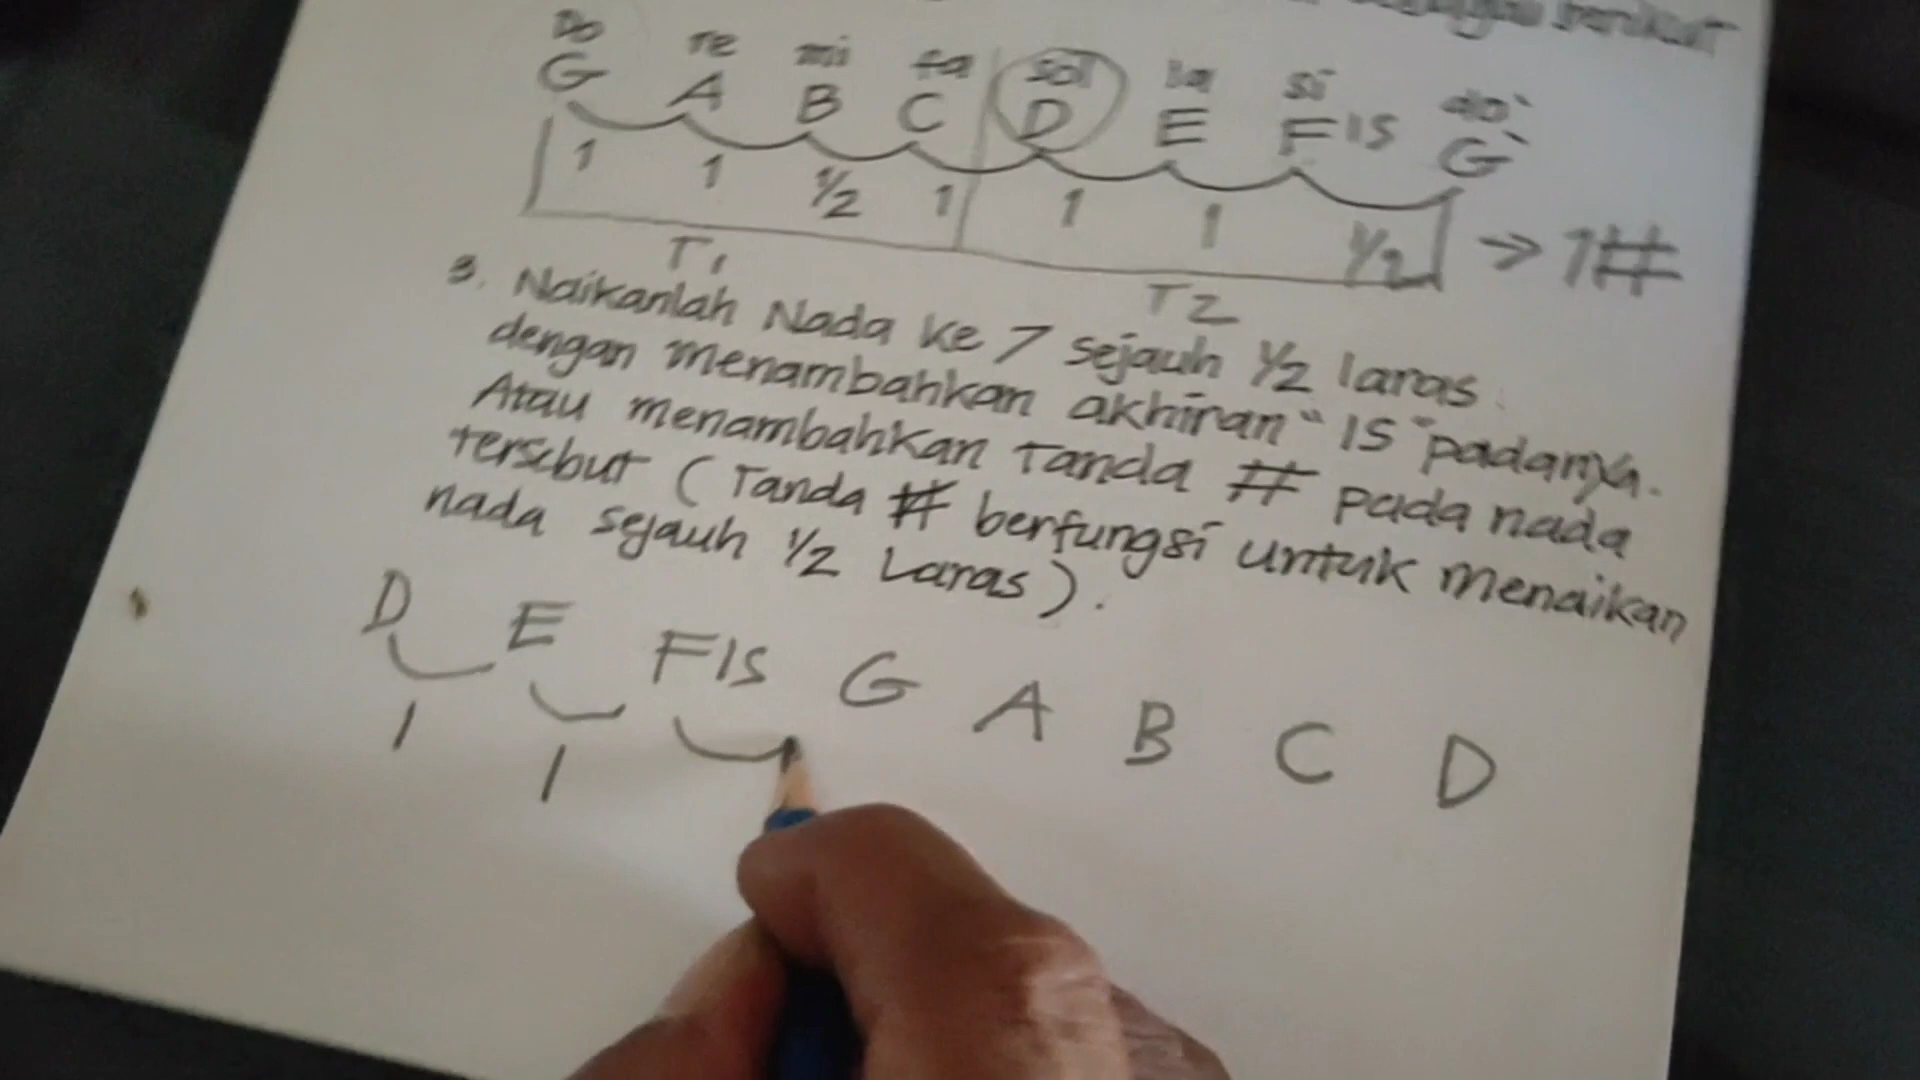 berikut
Do re mi fa sol la si do`
G A B C D E FIS G`
1 1 1/2 1 1 1 1/2 → 1#
T1 T2
3. Naikanlah Nada ke 7 sejauh 1/2 laras.
dengan menambahkan akhiran "IS" padanya.
Atau menambahkan Tanda # pada nada
tersebut (Tanda # berfungsi untuk menaikan
nada sejauh 1/2 Laras).
D E FIS G A B C D
1 1